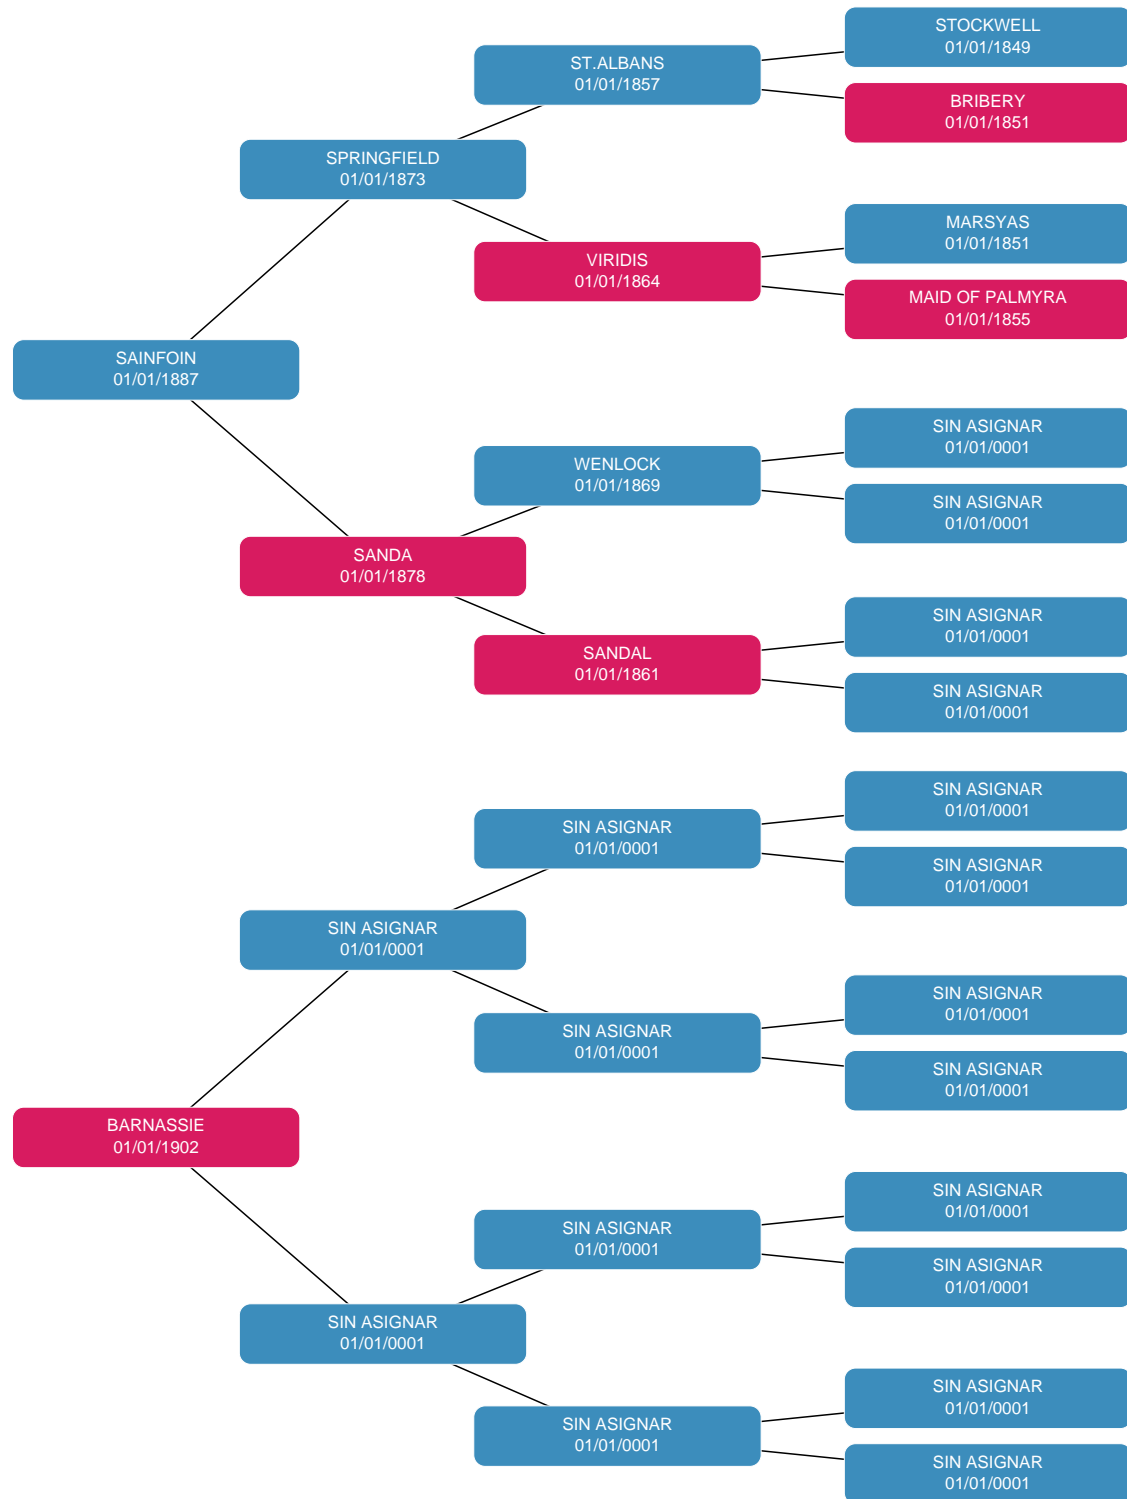 STOCKWELL
01/01/1849
ST.ALBANS
01/01/1857
BRIBERY
01/01/1851
SPRINGFIELD
01/01/1873
MARSYAS
01/01/1851
VIRIDIS
01/01/1864
MAID OF PALMYRA
01/01/1855
SAINFOIN
01/01/1887
SIN ASIGNAR
01/01/0001
WENLOCK
01/01/1869
SIN ASIGNAR
01/01/0001
SANDA
01/01/1878
SIN ASIGNAR
01/01/0001
SANDAL
01/01/1861
SIN ASIGNAR
01/01/0001
SIN ASIGNAR
01/01/0001
SIN ASIGNAR
01/01/0001
SIN ASIGNAR
01/01/0001
SIN ASIGNAR
01/01/0001
SIN ASIGNAR
01/01/0001
SIN ASIGNAR
01/01/0001
SIN ASIGNAR
01/01/0001
BARNASSIE
01/01/1902
SIN ASIGNAR
01/01/0001
SIN ASIGNAR
01/01/0001
SIN ASIGNAR
01/01/0001
SIN ASIGNAR
01/01/0001
SIN ASIGNAR
01/01/0001
SIN ASIGNAR
01/01/0001
SIN ASIGNAR
01/01/0001